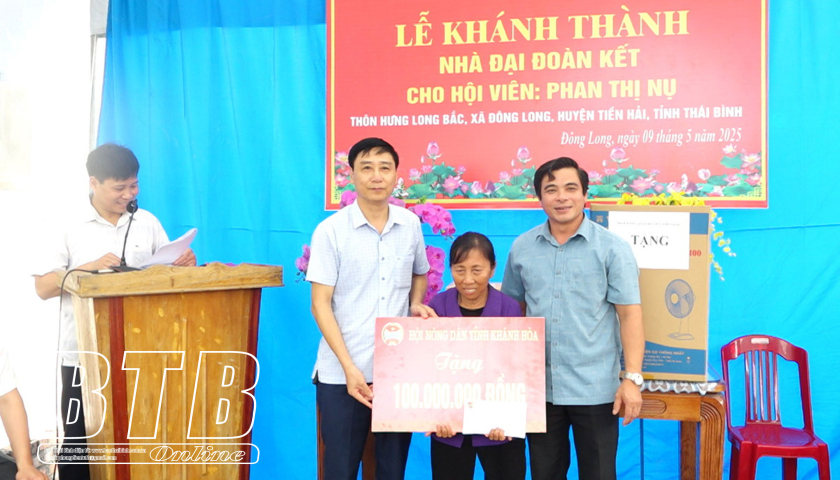 LỄ KHÁNH THÀNH
NHÀ ĐẠI ĐOÀN KẾT
CHO HỘI VIÊN: PHAN THỊ NỤ
THÔN HƯNG LONG BẮC, XÃ ĐÔNG LONG, HUYỆN TIỀN HẢI, TỈNH THÁI BÌNH
Đông Long, ngày 09 tháng 5 năm 2025
TẶNG
HỘI NÔNG DÂN TỈNH KHÁNH HÒA
Tặng
100.000.000 ĐỒNG
BTB
Online